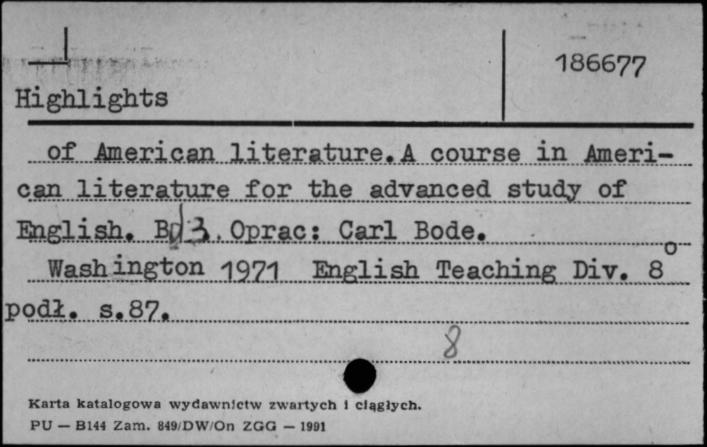 186677
Highlights
of American literature. A course in Ameri-
can literature for the advanced study of
English. Bd 3. Oprac: Carl Bode.
Washington 1971 English Teaching Div. 8°
podł. s.87.
8
Karta katalogowa wydawnictw zwartych i ciągłych.
PU — B144 Zam. 849/DW/On ZGG — 1991